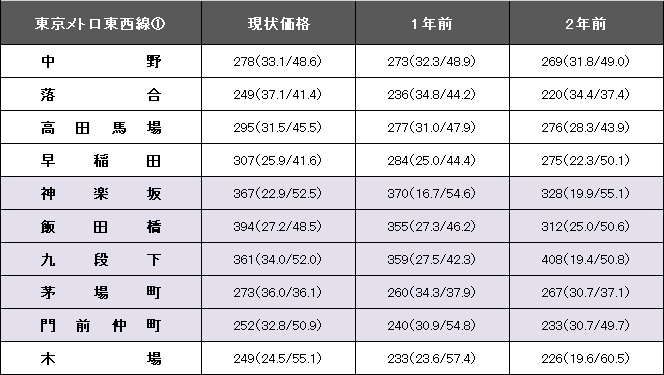 東京メトロ東西線① 現状価格 1年前 2年前
中野 278(33.1/48.6) 273(32.3/48.9) 269(31.8/49.0)
落合 249(37.1/41.4) 236(34.8/44.2) 220(34.4/37.4)
高田馬場 295(31.5/45.5) 277(31.0/47.9) 276(28.3/43.9)
早稲田 307(25.9/41.6) 284(25.0/44.4) 275(22.3/50.1)
神楽坂 367(22.9/52.5) 370(16.7/54.6) 328(19.9/55.1)
飯田橋 394(27.2/48.5) 355(27.3/46.2) 312(25.0/50.6)
九段下 361(34.0/52.0) 359(27.5/42.3) 408(19.4/50.8)
茅場町 273(36.0/36.1) 260(34.3/37.9) 267(30.7/37.1)
門前仲町 252(32.8/50.9) 240(30.9/54.8) 233(30.7/49.7)
木場 249(24.5/55.1) 233(23.6/57.4) 226(19.6/60.5)